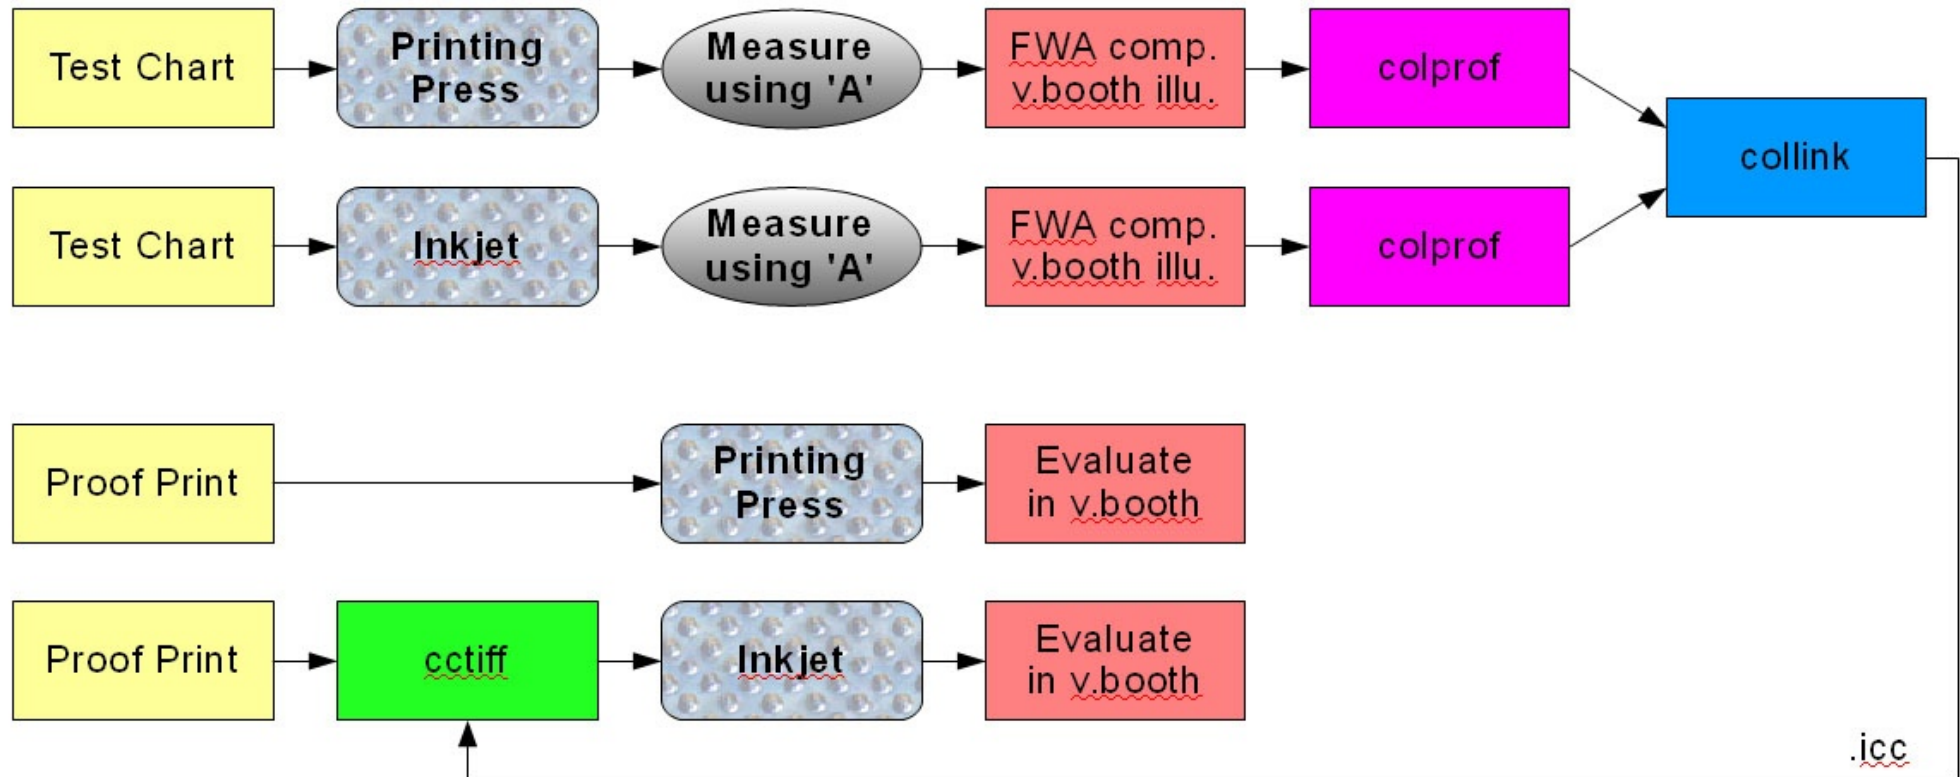 Test Chart
Printing
Press
Measure
using 'A'
FWA comp.
v.booth illu.
colprof
collink
Test Chart
Inkjet
Measure
using 'A'
FWA comp.
v.booth illu.
colprof
Proof Print
Printing
Press
Evaluate
in v.booth
Proof Print
cctiff
Inkjet
Evaluate
in v.booth
.icc